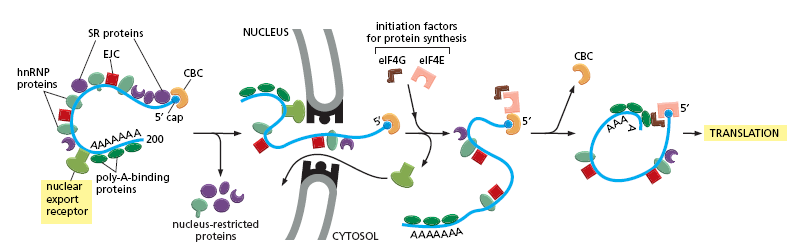 SR proteins
EJC
hnRNP
proteins
CBC
5′ cap
AAAAAAA
200
poly-A-binding
proteins
nuclear
export
receptor
nucleus-restricted
proteins
NUCLEUS
CYTOSOL
5′
initiation factors
for protein synthesis
eIF4G
eIF4E
5′
AAAAAAA
CBC
AAA
A
5′
TRANSLATION